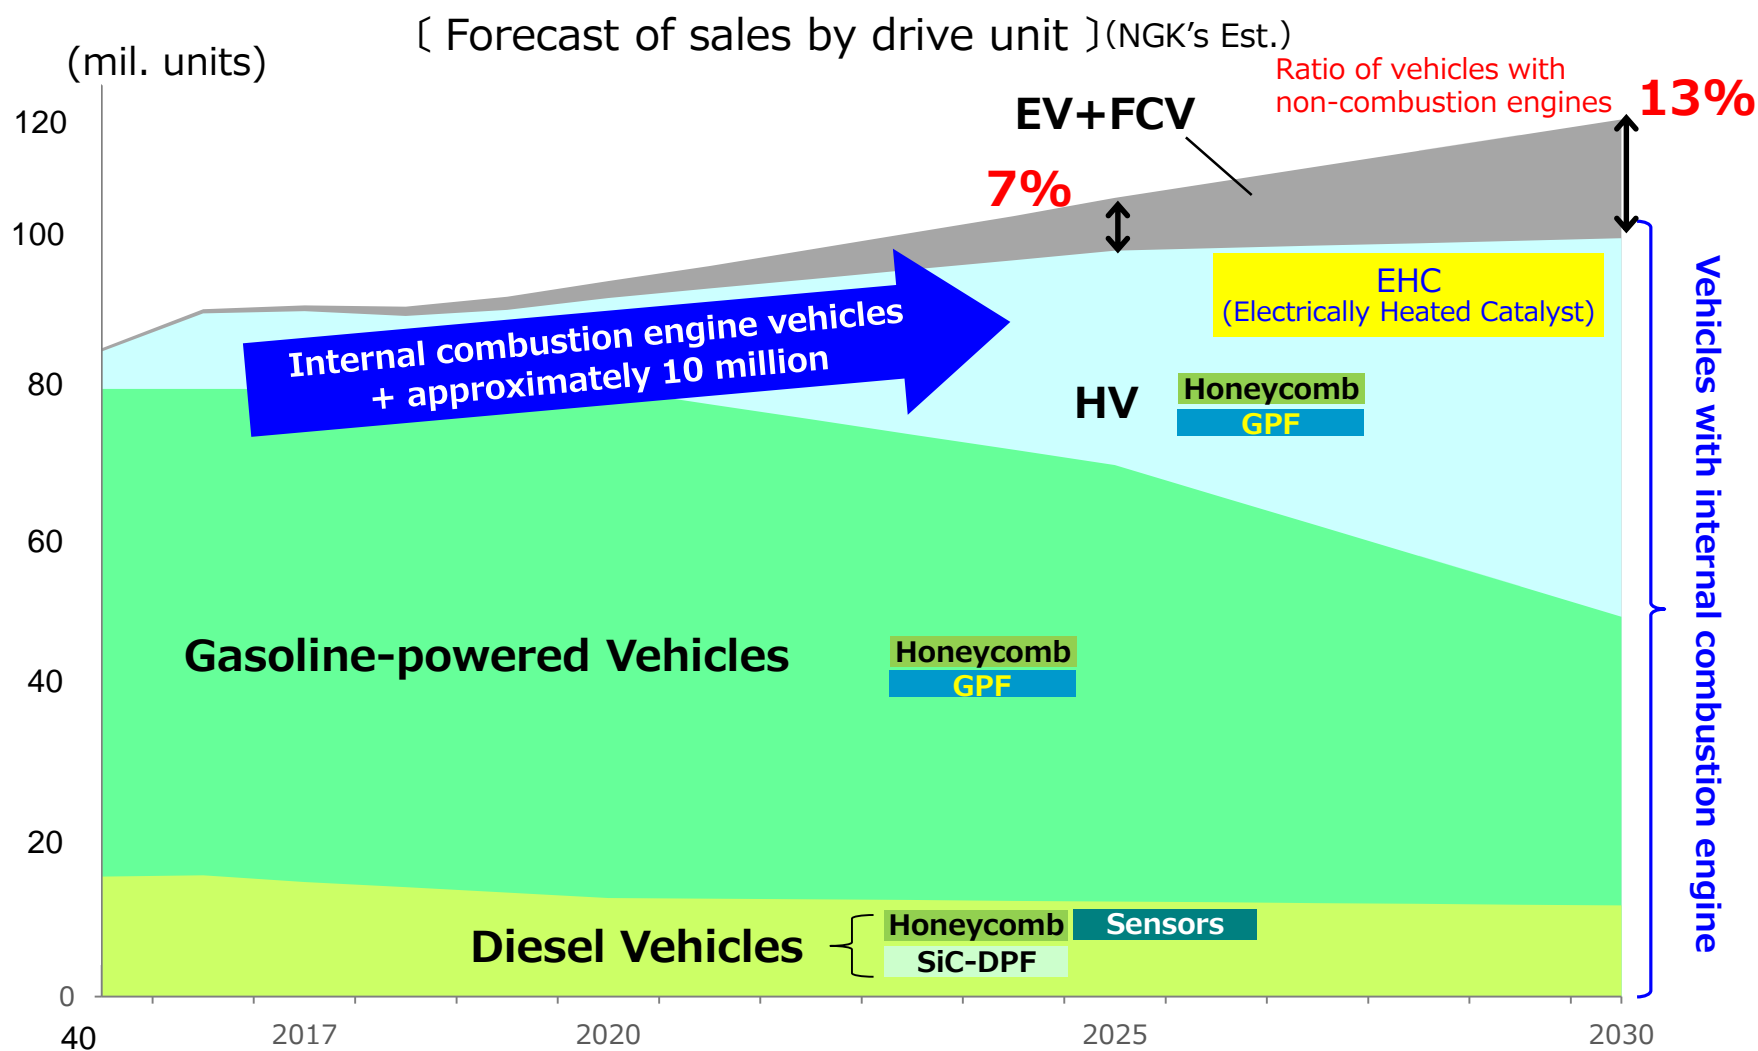 〔 Forecast of sales by drive unit 〕(NGK's Est.)
(mil. units)
Ratio of vehicles with
non-combustion engines
13%
EV+FCV
7%
120
100
80
60
40
20
0
40
EHC
(Electrically Heated Catalyst)
Internal combustion engine vehicles
+ approximately 10 million
HV
Honeycomb
GPF
Gasoline-powered Vehicles
Honeycomb
GPF
Diesel Vehicles
Honeycomb
Sensors
SiC-DPF
Vehicles with internal combustion engine
2017
2020
2025
2030